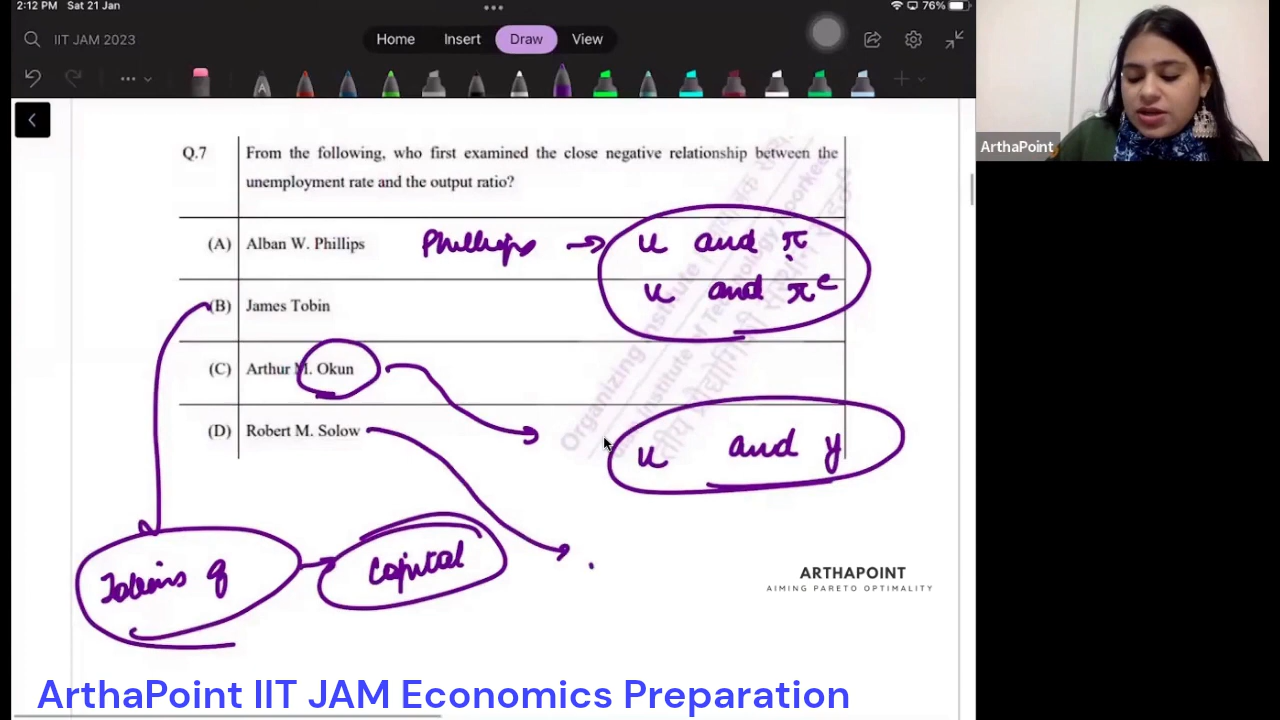 2:12 PM Sat 21 Jan
76%
IIT JAM 2023
Home Insert Draw View
ArthaPoint
Q.7 From the following, who first examined the close negative relationship between the
unemployment rate and the output ratio?
(A) Alban W. Phillips
Phillips → u and π
u and πe
(B) James Tobin
(C) Arthur M. Okun
(D) Robert M. Solow
u and y
Tobins q → Capital
ARTHAPOINT
AIMING PARETO OPTIMALITY
ArthaPoint IIT JAM Economics Preparation